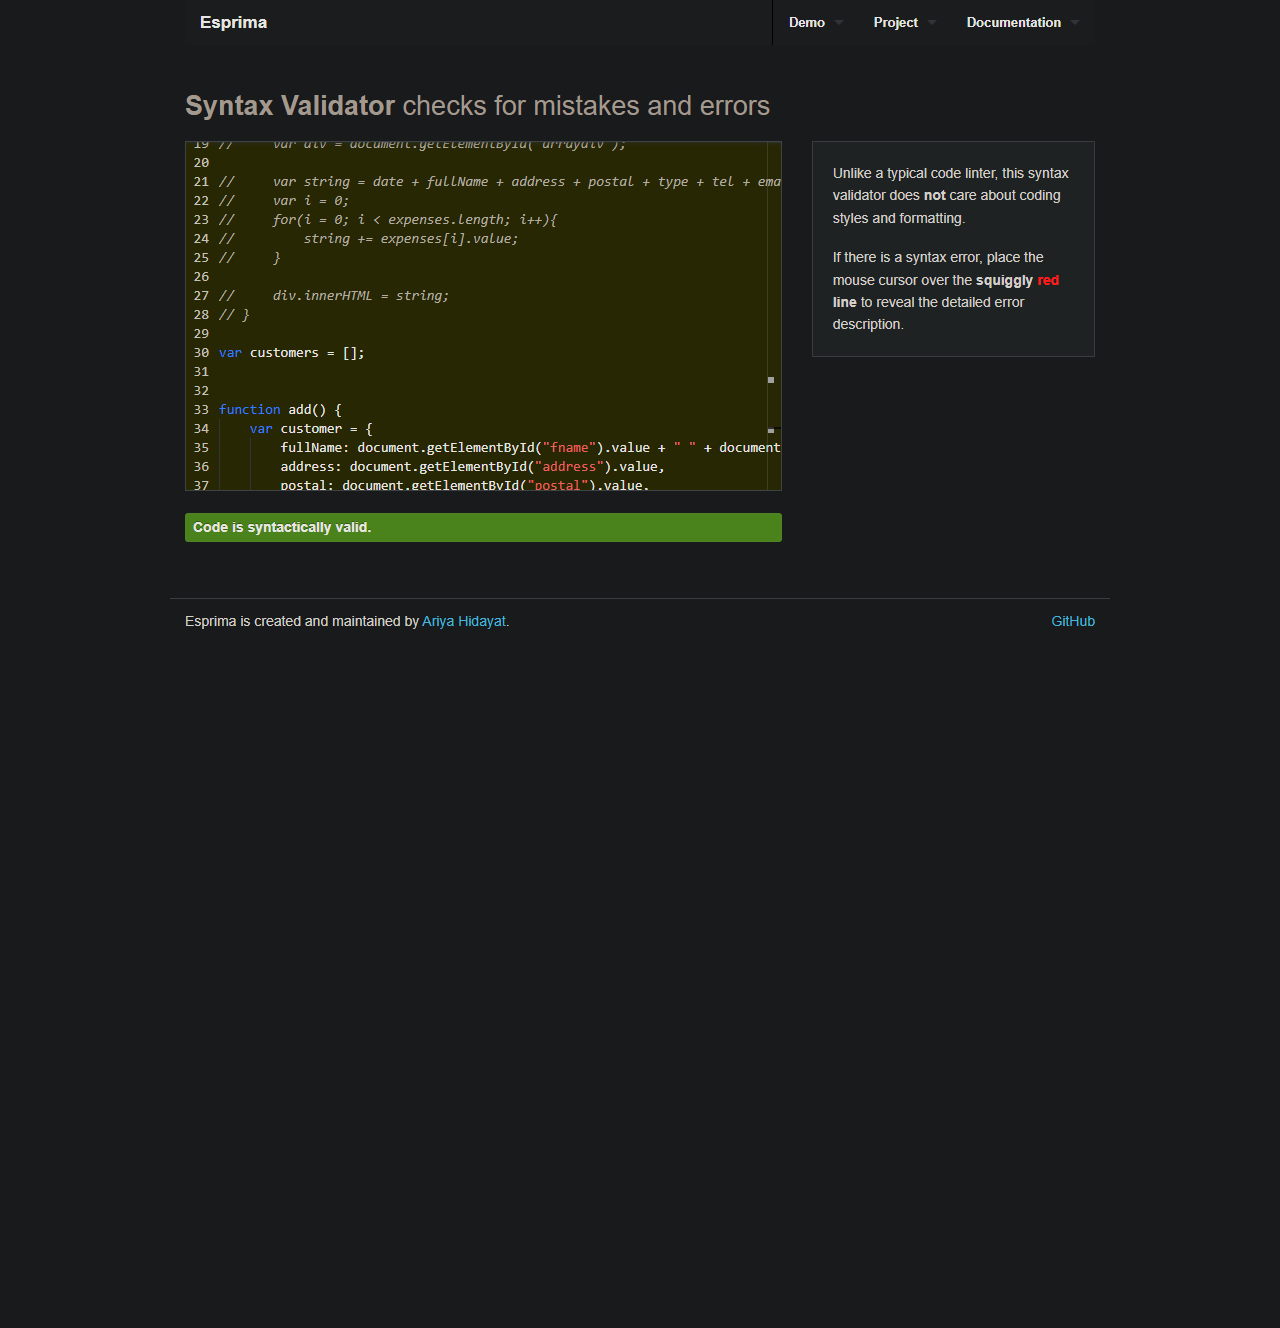 Esprima
Demo
Project
Documentation
Syntax Validator checks for mistakes and errors
19 //     var div = document.getElementById('arraydiv');
20
21 //     var string = date + fullName + address + postal + type + tel + ema
22 //     var i = 0;
23 //     for(i = 0; i < expenses.length; i++){
24 //         string += expenses[i].value;
25 //     }
26
27 //     div.innerHTML = string;
28 // }
29
30 var customers = [];
31
32
33 function add() {
34     var customer = {
35         fullName: document.getElementById("fname").value + " " + document
36         address: document.getElementById("address").value,
37         postal: document.getElementById("postal").value,
Code is syntactically valid.
Unlike a typical code linter, this syntax
validator does not care about coding
styles and formatting.
If there is a syntax error, place the
mouse cursor over the squiggly red
line to reveal the detailed error
description.
Esprima is created and maintained by Ariya Hidayat.
GitHub